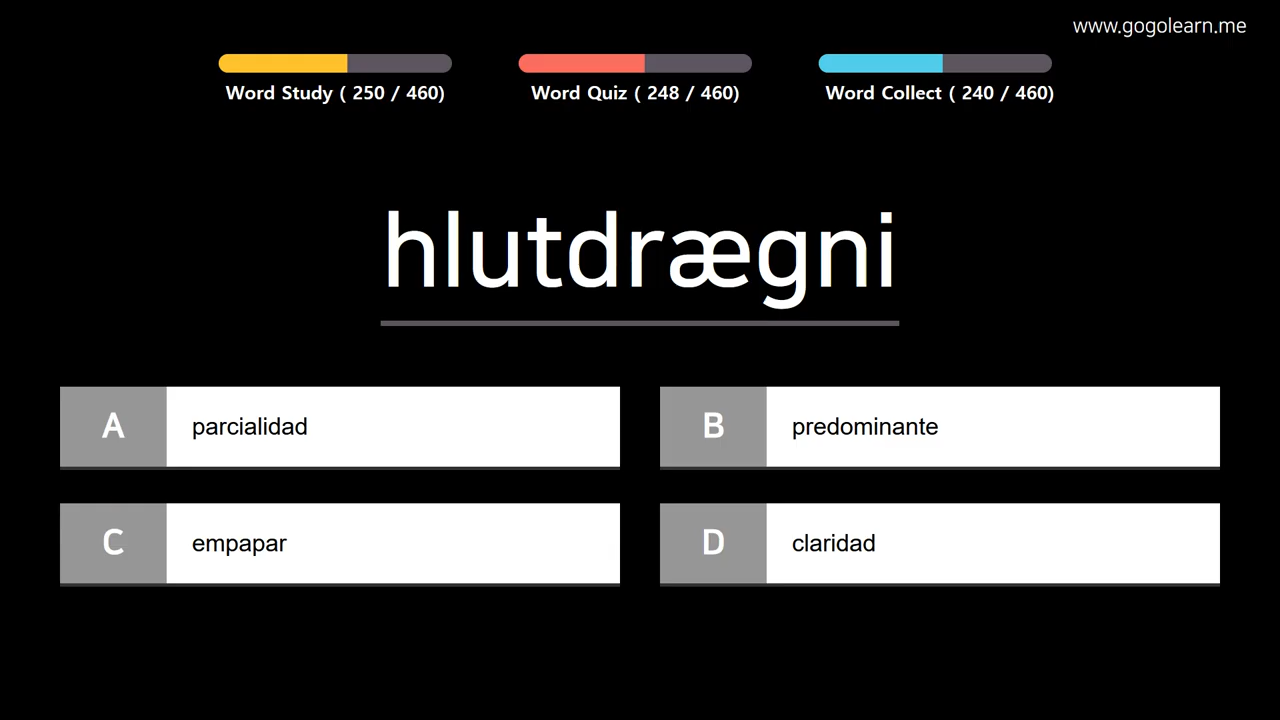 www.gogolearn.me
Word Study ( 250 / 460)
Word Quiz ( 248 / 460)
Word Collect ( 240 / 460)
hlutdrægni
A parcialidad
B predominante
C empapar
D claridad